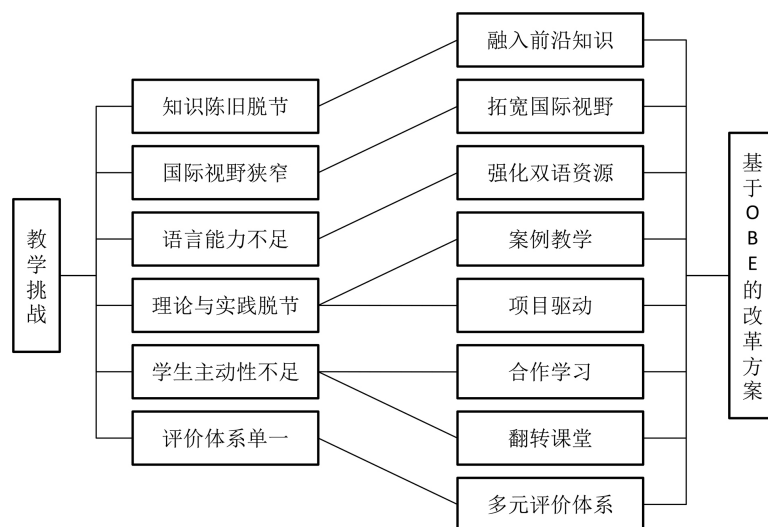 教学挑战
知识陈旧脱节
国际视野狭窄
语言能力不足
理论与实践脱节
学生主动性不足
评价体系单一
融入前沿知识
拓宽国际视野
强化双语资源
案例教学
项目驱动
合作学习
翻转课堂
多元评价体系
基于OBE的改革方案